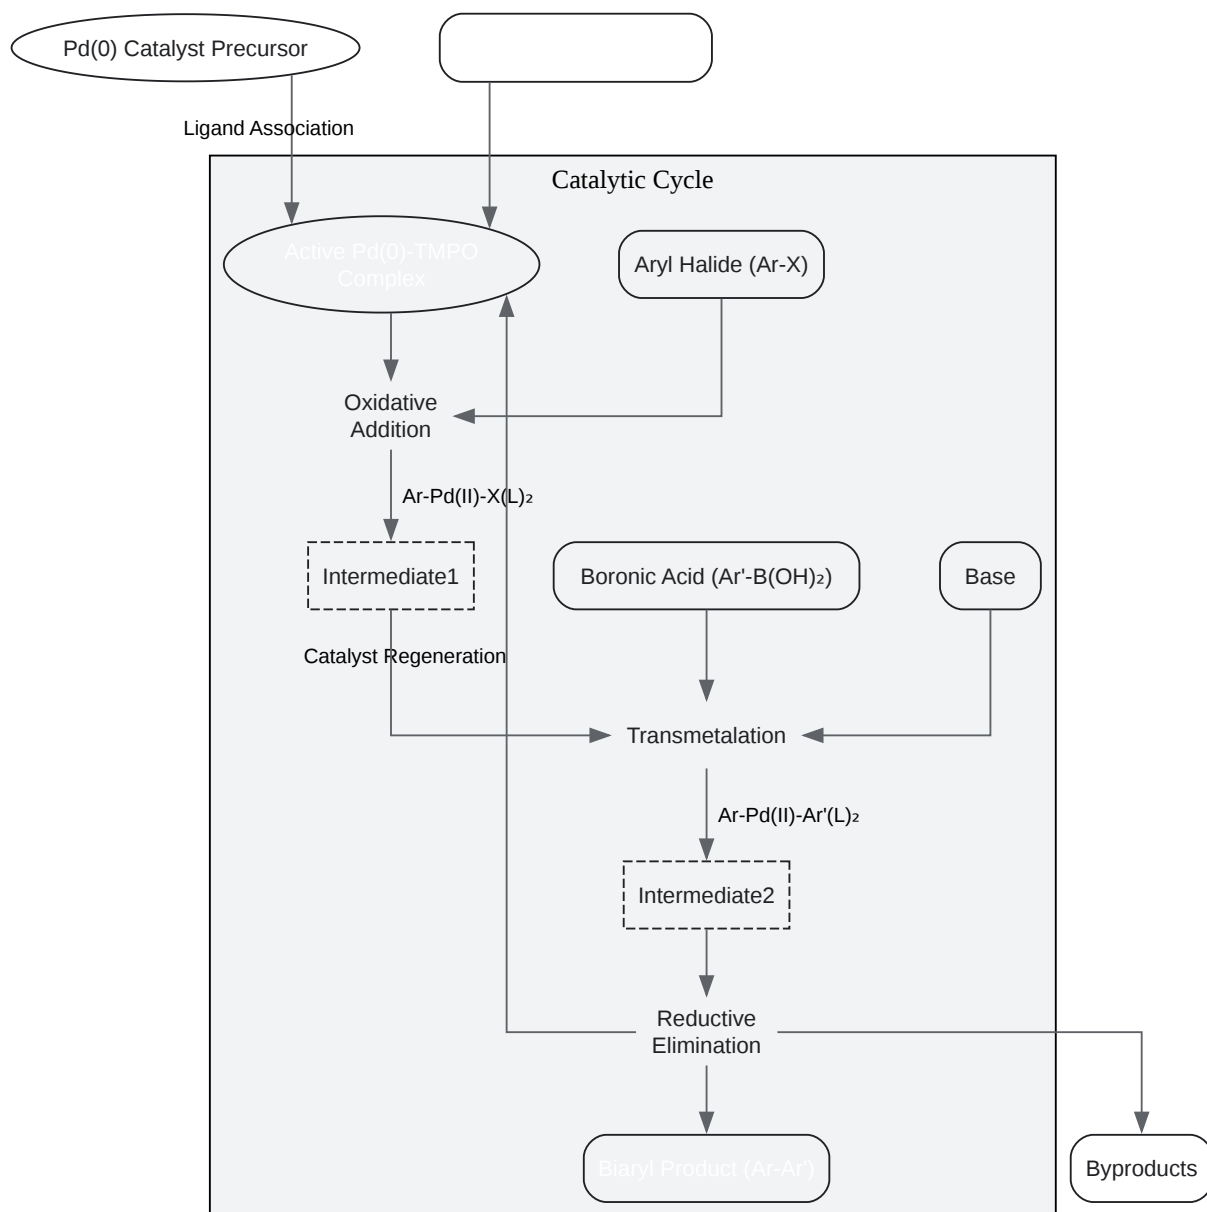 Pd(0) Catalyst Precursor
Ligand Association
Catalytic Cycle
Active Pd(0)-TMPO
Complex
Aryl Halide (Ar-X)
Oxidative
Addition
Ar-Pd(II)-X(L)₂
Intermediate1
Boronic Acid (Ar'-B(OH)₂)
Base
Catalyst Regeneration
Transmetalation
Ar-Pd(II)-Ar'(L)₂
Intermediate2
Reductive
Elimination
Biaryl Product (Ar-Ar')
Byproducts